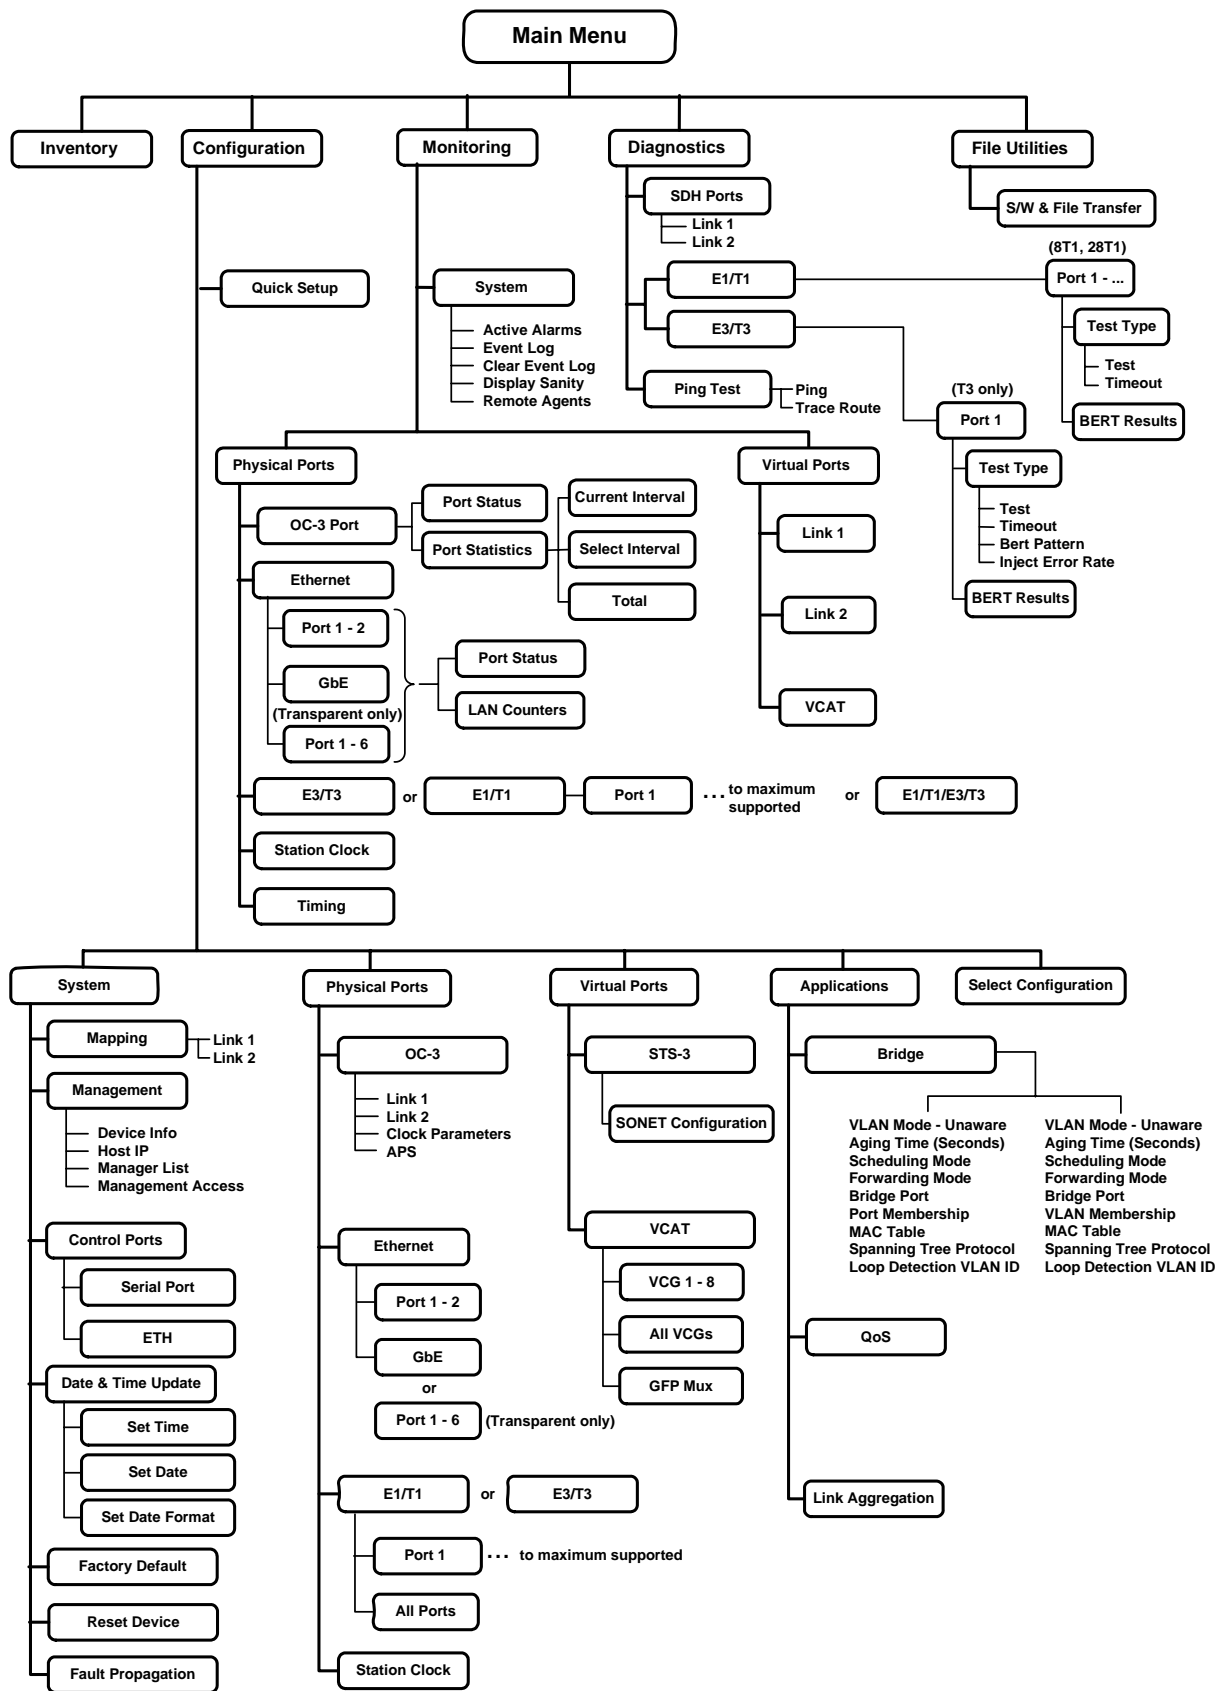 Main Menu
Inventory
Configuration
Monitoring
Diagnostics
File Utilities
SDH Ports
Link 1
Link 2
S/W & File Transfer
(8T1, 28T1)
E1/T1
Port 1 - ...
Quick Setup
System
Active Alarms
Event Log
Clear Event Log
Display Sanity
Remote Agents
E3/T3
Test Type
Test
Timeout
Ping Test
Ping
Trace Route
(T3 only)
Port 1
BERT Results
Physical Ports
Virtual Ports
Test Type
Test
Timeout
Bert Pattern
Inject Error Rate
BERT Results
OC-3 Port
Port Status
Port Statistics
Current Interval
Select Interval
Total
Link 1
Link 2
VCAT
Ethernet
Port 1 - 2
GbE
(Transparent only)
Port 1 - 6
Port Status
LAN Counters
E3/T3
or
E1/T1
Port 1
... to maximum
supported
or
E1/T1/E3/T3
Station Clock
Timing
System
Physical Ports
Virtual Ports
Applications
Select Configuration
Mapping
Link 1
Link 2
Management
Device Info
Host IP
Manager List
Management Access
Control Ports
Serial Port
ETH
Date & Time Update
Set Time
Set Date
Set Date Format
Factory Default
Reset Device
Fault Propagation
OC-3
Link 1
Link 2
Clock Parameters
APS
Ethernet
Port 1 - 2
GbE
or
Port 1 - 6
(Transparent only)
E1/T1
or
E3/T3
Port 1
... to maximum supported
All Ports
Station Clock
STS-3
SONET Configuration
VCAT
VCG 1 - 8
All VCGs
GFP Mux
Bridge
VLAN Mode - Unaware
Aging Time (Seconds)
Scheduling Mode
Forwarding Mode
Bridge Port
Port Membership
MAC Table
Spanning Tree Protocol
Loop Detection VLAN ID
VLAN Mode - Unaware
Aging Time (Seconds)
Scheduling Mode
Forwarding Mode
Bridge Port
VLAN Membership
MAC Table
Spanning Tree Protocol
Loop Detection VLAN ID
QoS
Link Aggregation